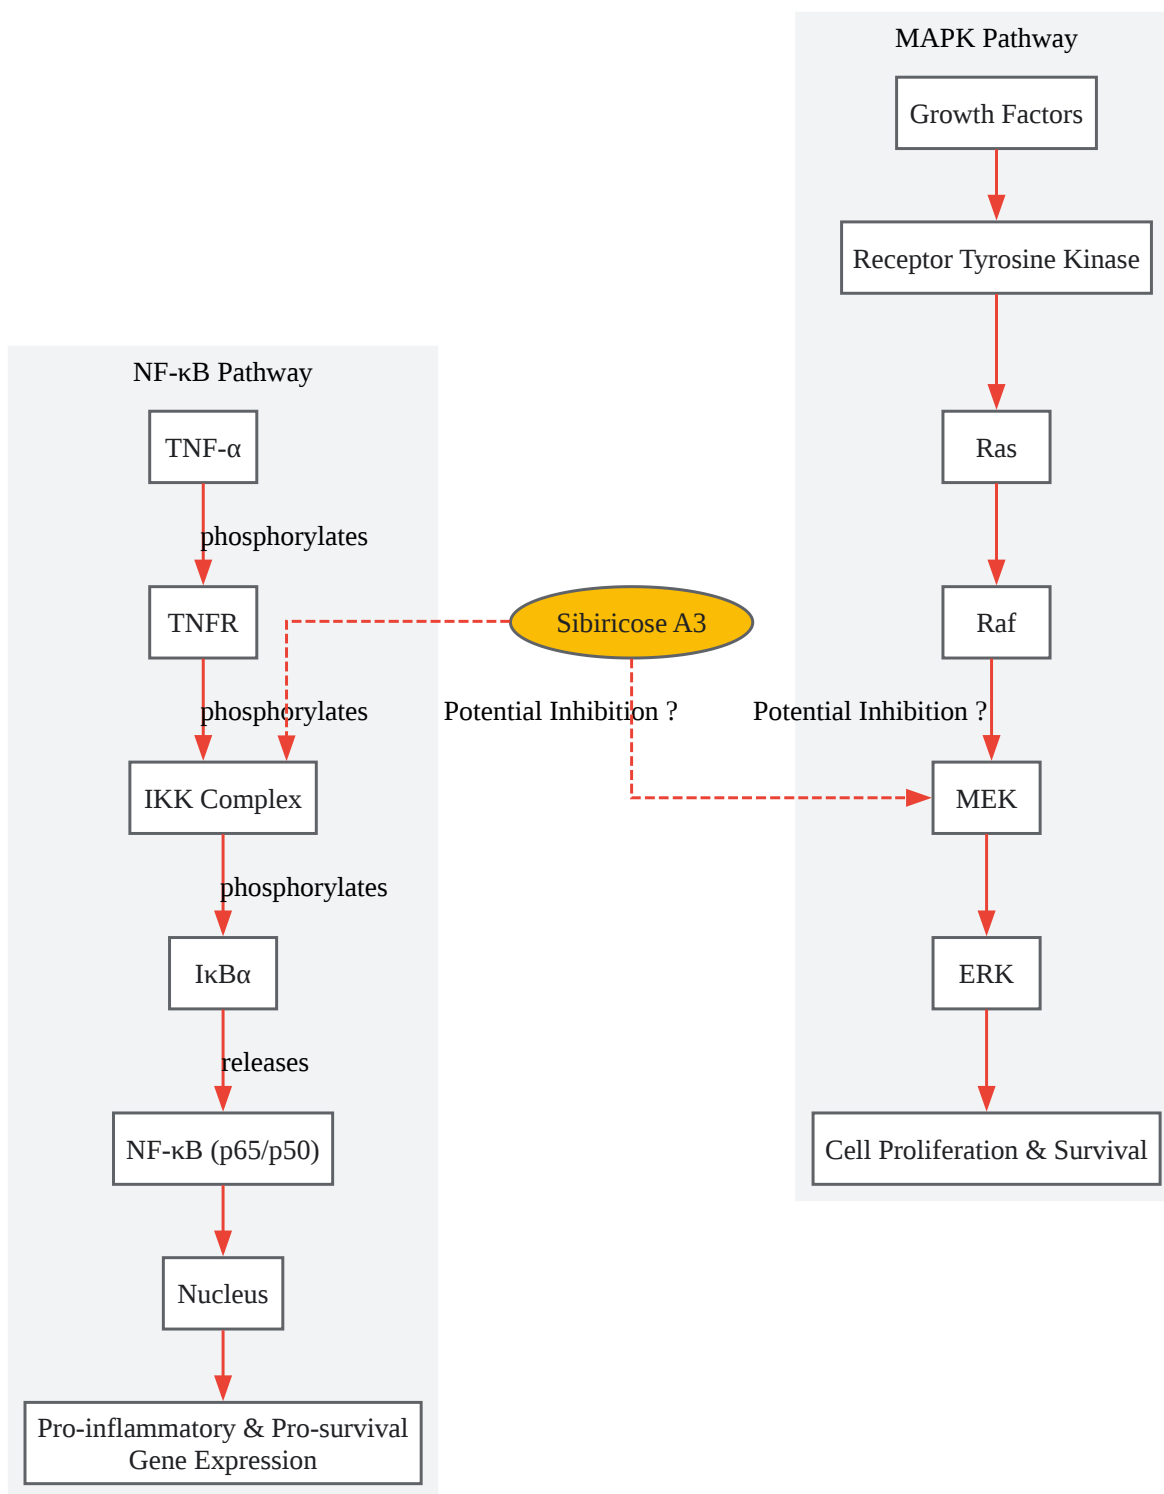 MAPK Pathway
Growth Factors
Receptor Tyrosine Kinase
NF-κB Pathway
TNF-α
Ras
phosphorylates
TNFR
Sibiricose A3
Raf
phosphorylates
Potential Inhibition ?
Potential Inhibition ?
IKK Complex
MEK
phosphorylates
IκBα
ERK
releases
NF-κB (p65/p50)
Cell Proliferation & Survival
Nucleus
Pro-inflammatory & Pro-survival
Gene Expression